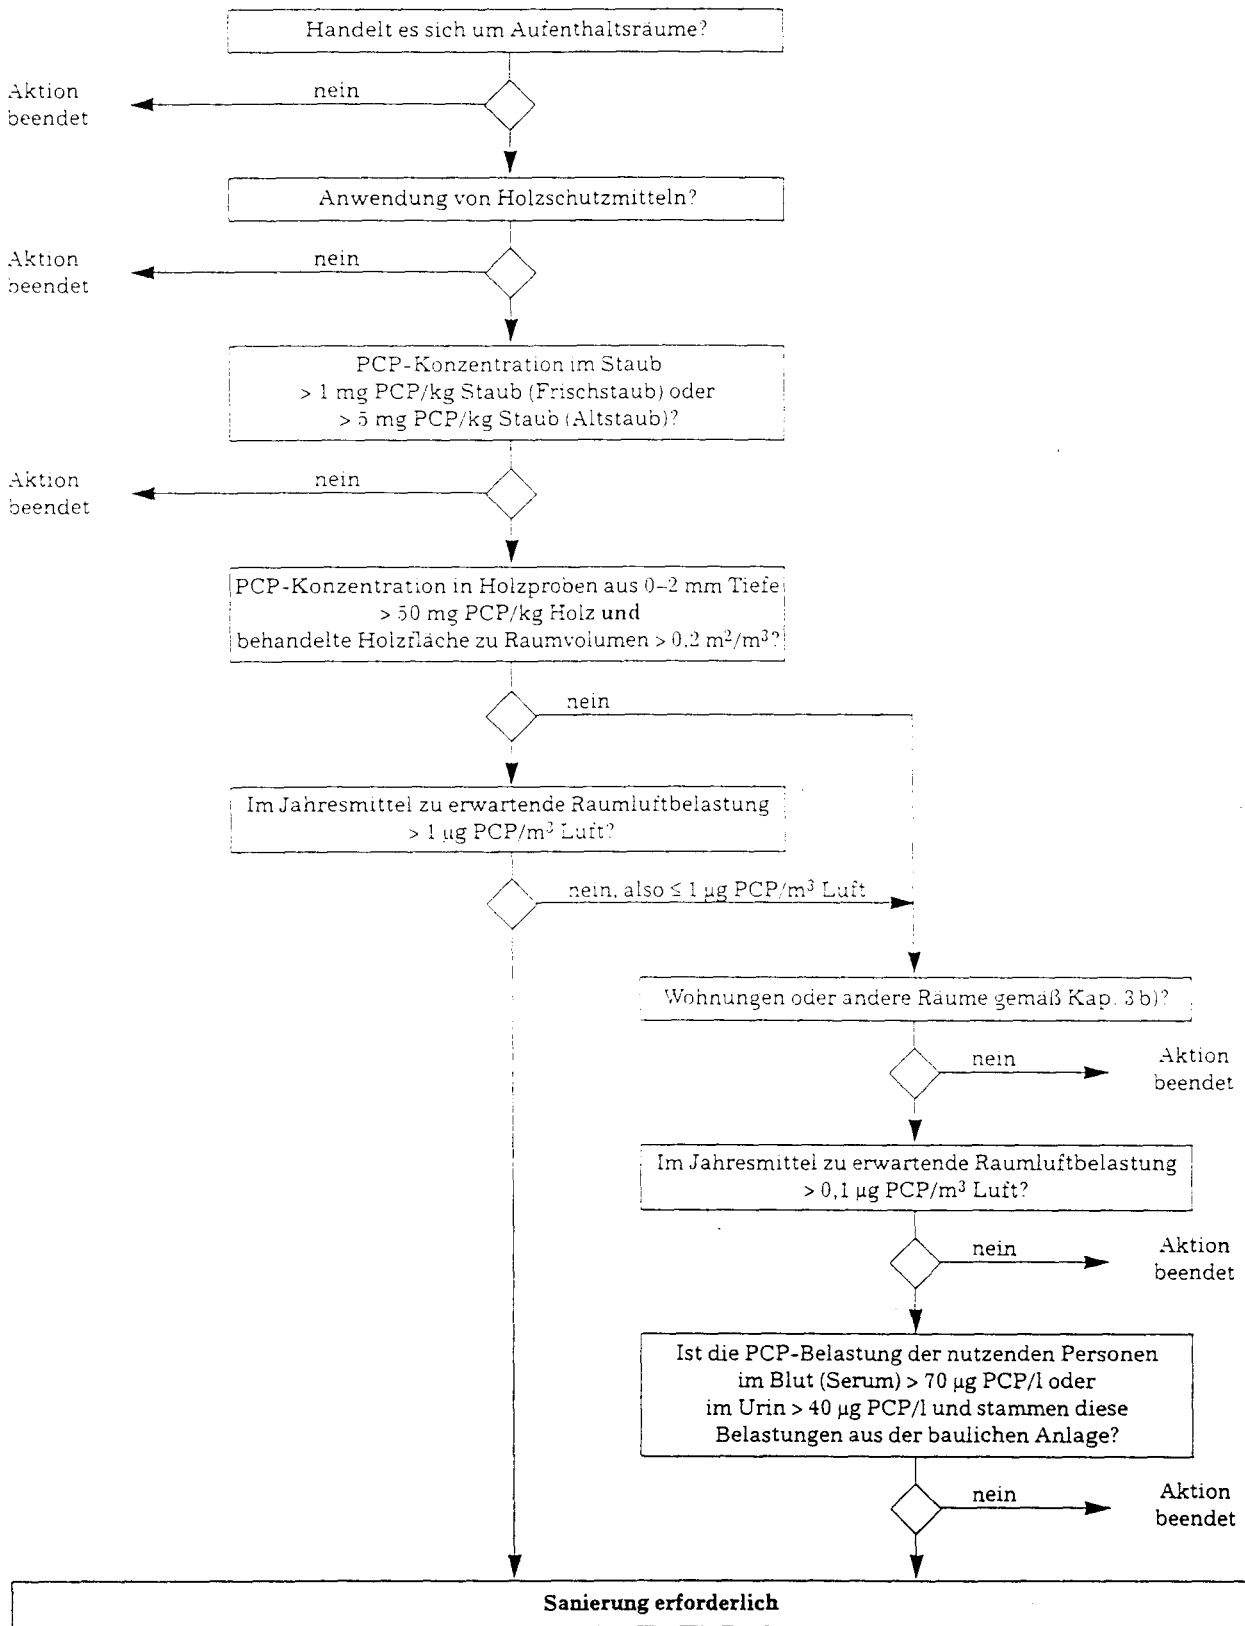 Handelt es sich um Aufenthaltsräume?
nein
Aktion
beendet
Anwendung von Holzschutzmitteln?
nein
Aktion
beendet
PCP-Konzentration im Staub
> 1 mg PCP/kg Staub (Frischstaub) oder
> 5 mg PCP/kg Staub (Altstaub)?
nein
Aktion
beendet
PCP-Konzentration in Holzproben aus 0–2 mm Tiefe
> 50 mg PCP/kg Holz und
behandelte Holzfläche zu Raumvolumen > 0,2 m²/m³?
nein
Im Jahresmittel zu erwartende Raumluftbelastung
> 1 µg PCP/m³ Luft?
nein, also ≤ 1 µg PCP/m³ Luft
Wohnungen oder andere Räume gemäß Kap. 3 b)?
nein
Aktion
beendet
Im Jahresmittel zu erwartende Raumluftbelastung
> 0,1 µg PCP/m³ Luft?
nein
Aktion
beendet
Ist die PCP-Belastung der nutzenden Personen
im Blut (Serum) > 70 µg PCP/l oder
im Urin > 40 µg PCP/l und stammen diese
Belastungen aus der baulichen Anlage?
nein
Aktion
beendet
Sanierung erforderlich